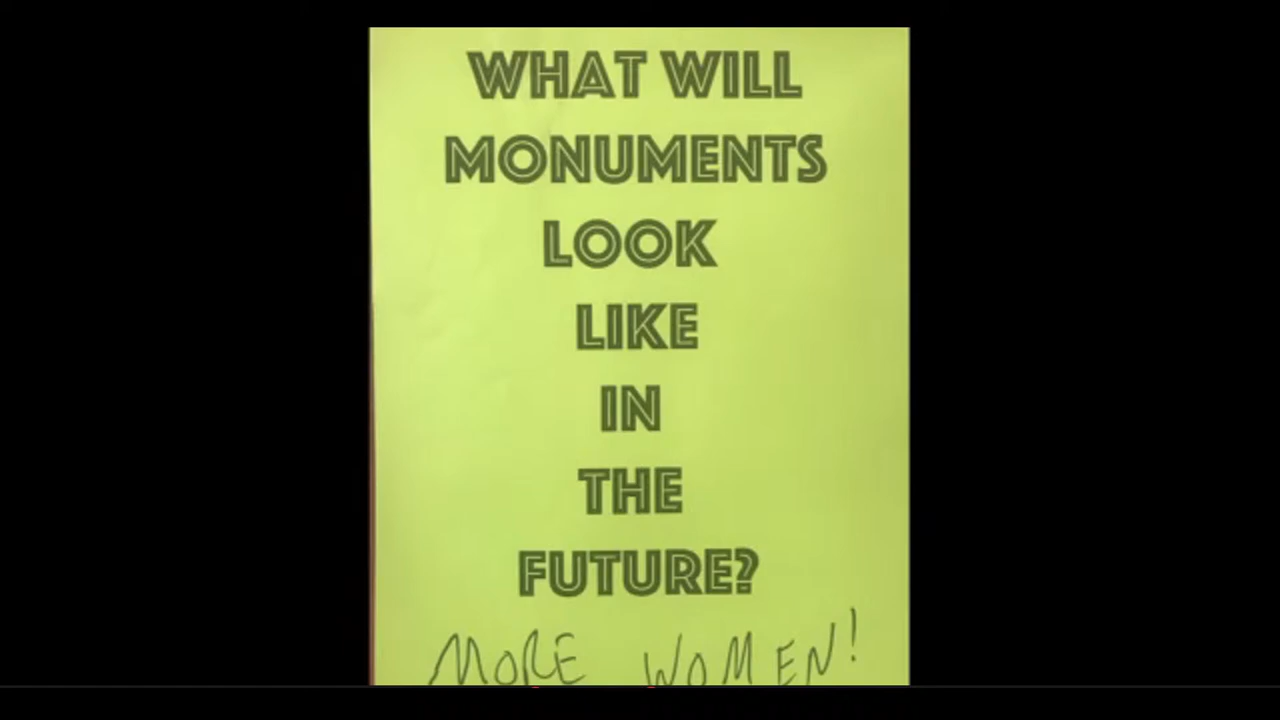 WHAT WILL
MONUMENTS
LOOK
LIKE
IN
THE
FUTURE?
MORE WOMEN!